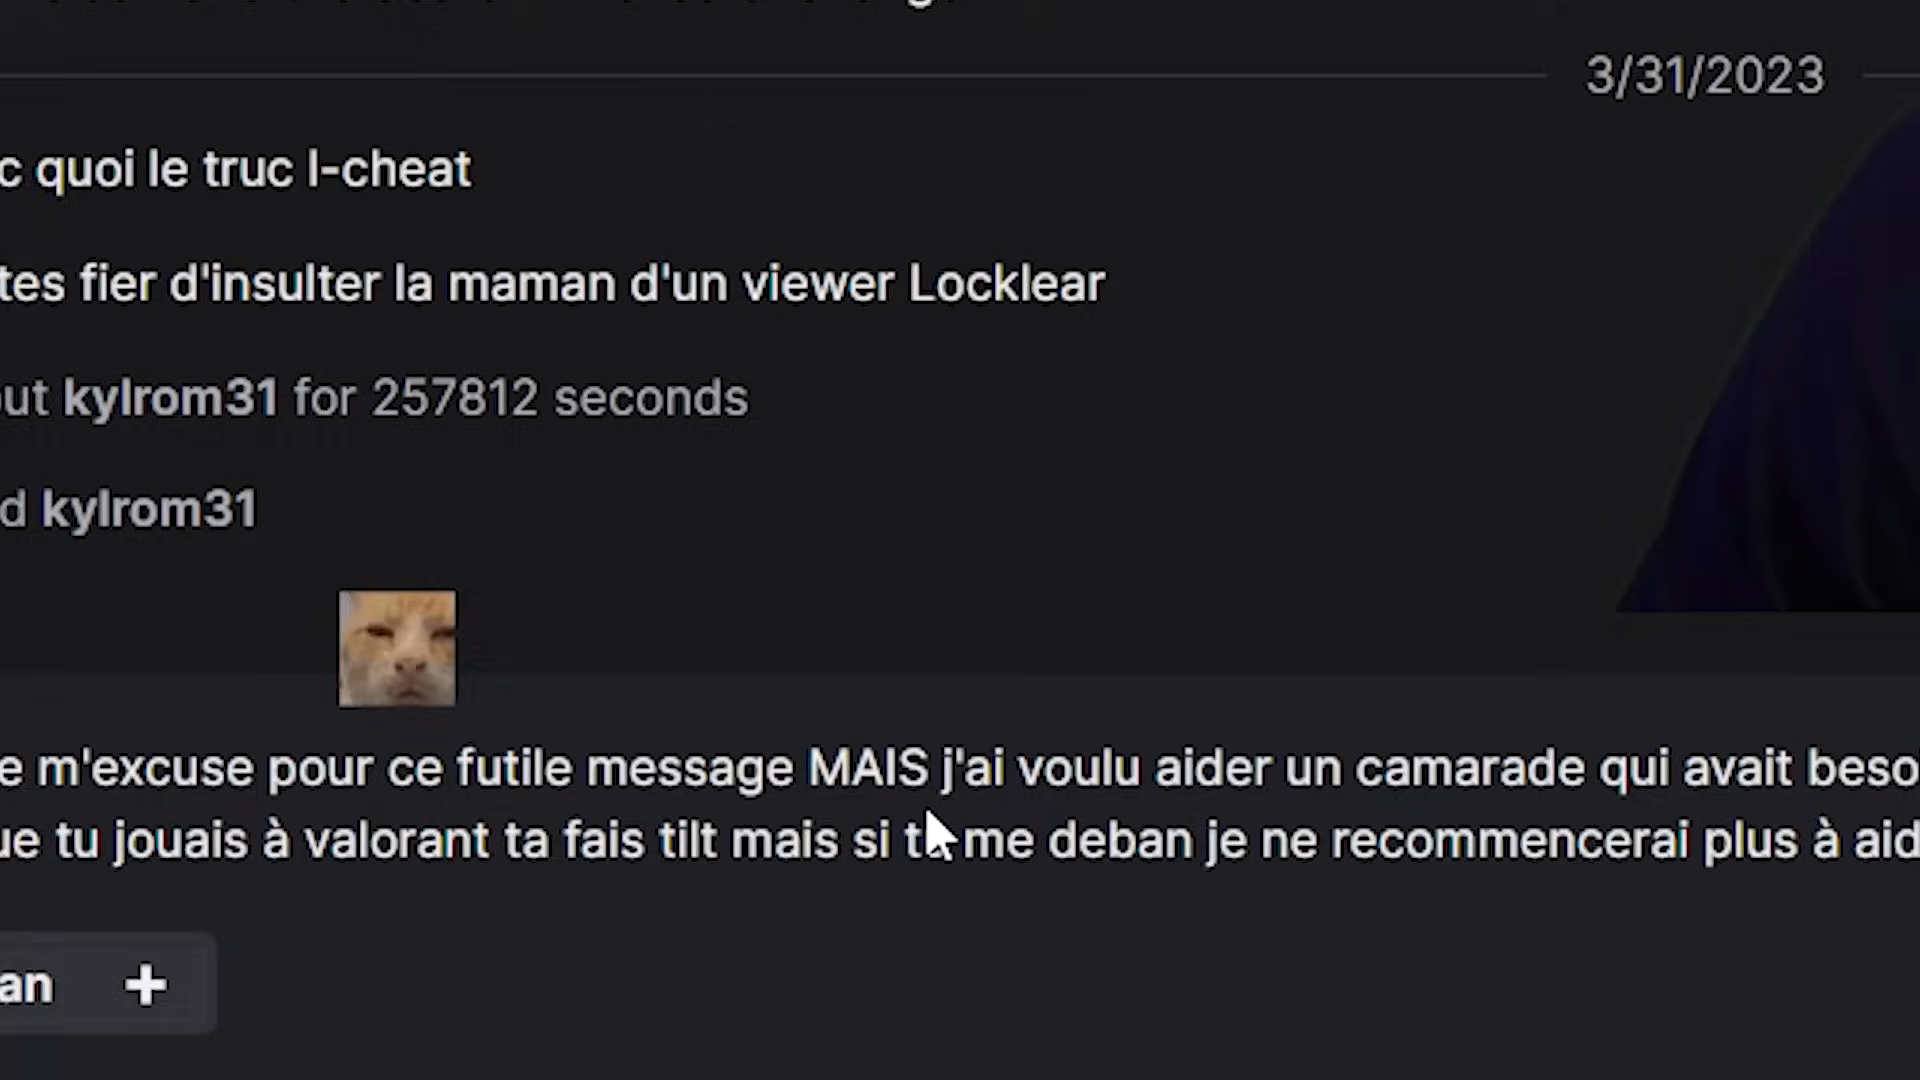 3/31/2023
c quoi le truc l-cheat
tes fier d'insulter la maman d'un viewer Locklear
out kylrom31 for 257812 seconds
d kylrom31
e m'excuse pour ce futile message MAIS j'ai voulu aider un camarade qui avait beso
ue tu jouais à valorant ta fais tilt mais si tu me deban je ne recommencerai plus à aid
an +